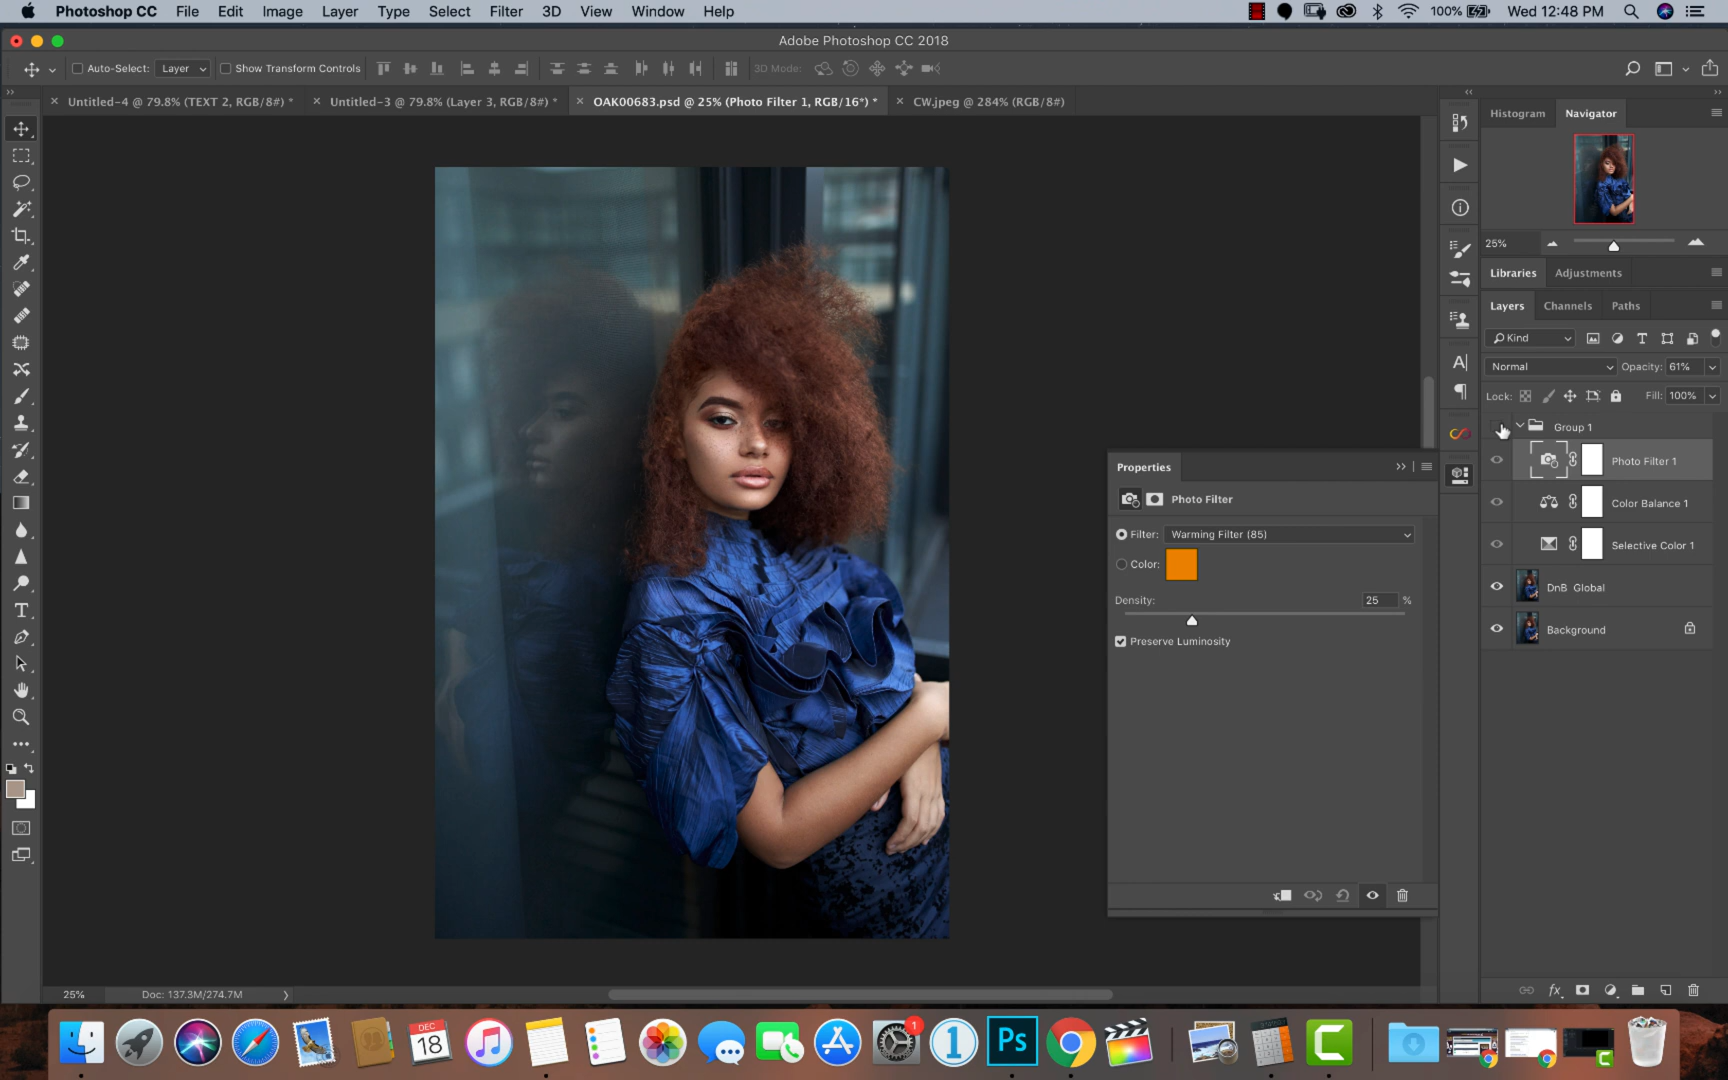 Photoshop CC File Edit Image Layer Type Select Filter 3D View Window Help 100% Wed 12:48 PM
Adobe Photoshop CC 2018
Auto-Select: Layer Show Transform Controls 3D Mode:
Untitled-4 @ 79.8% (TEXT 2, RGB/8#) * Untitled-3 @ 79.8% (Layer 3, RGB/8#) * OAK00683.psd @ 25% (Photo Filter 1, RGB/16*) * CW.jpeg @ 284% (RGB/8#)
Histogram Navigator
25%
Libraries Adjustments
Layers Channels Paths
Kind
Normal Opacity: 61%
Lock: Fill: 100%
Group 1
Photo Filter 1
Color Balance 1
Selective Color 1
DnB Global
Background
Properties
Photo Filter
Filter: Warming Filter (85)
Color:
Density: 25 %
Preserve Luminosity
25% Doc: 137.3M/274.7M
fx
DEC
18
1
1
Ps